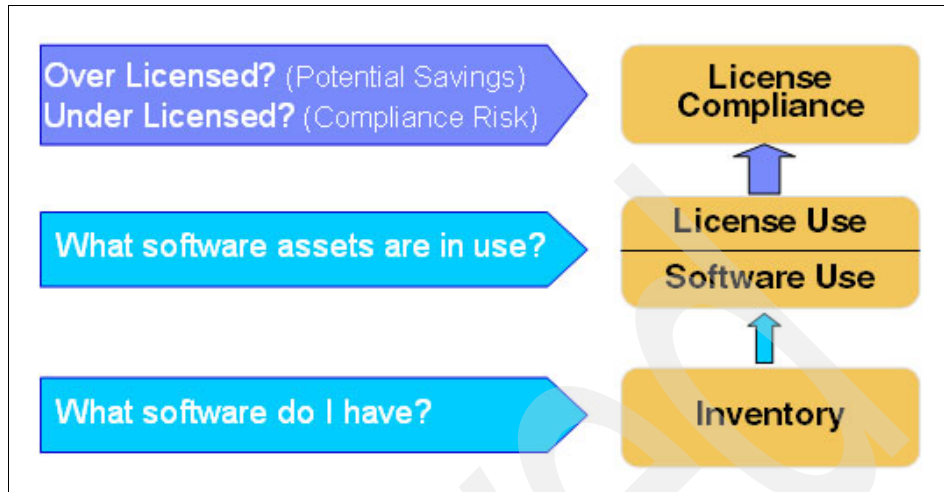 Over Licensed? (Potential Savings)
Under Licensed? (Compliance Risk)
License
Compliance
What software assets are in use?
License Use
Software Use
What software do I have?
Inventory